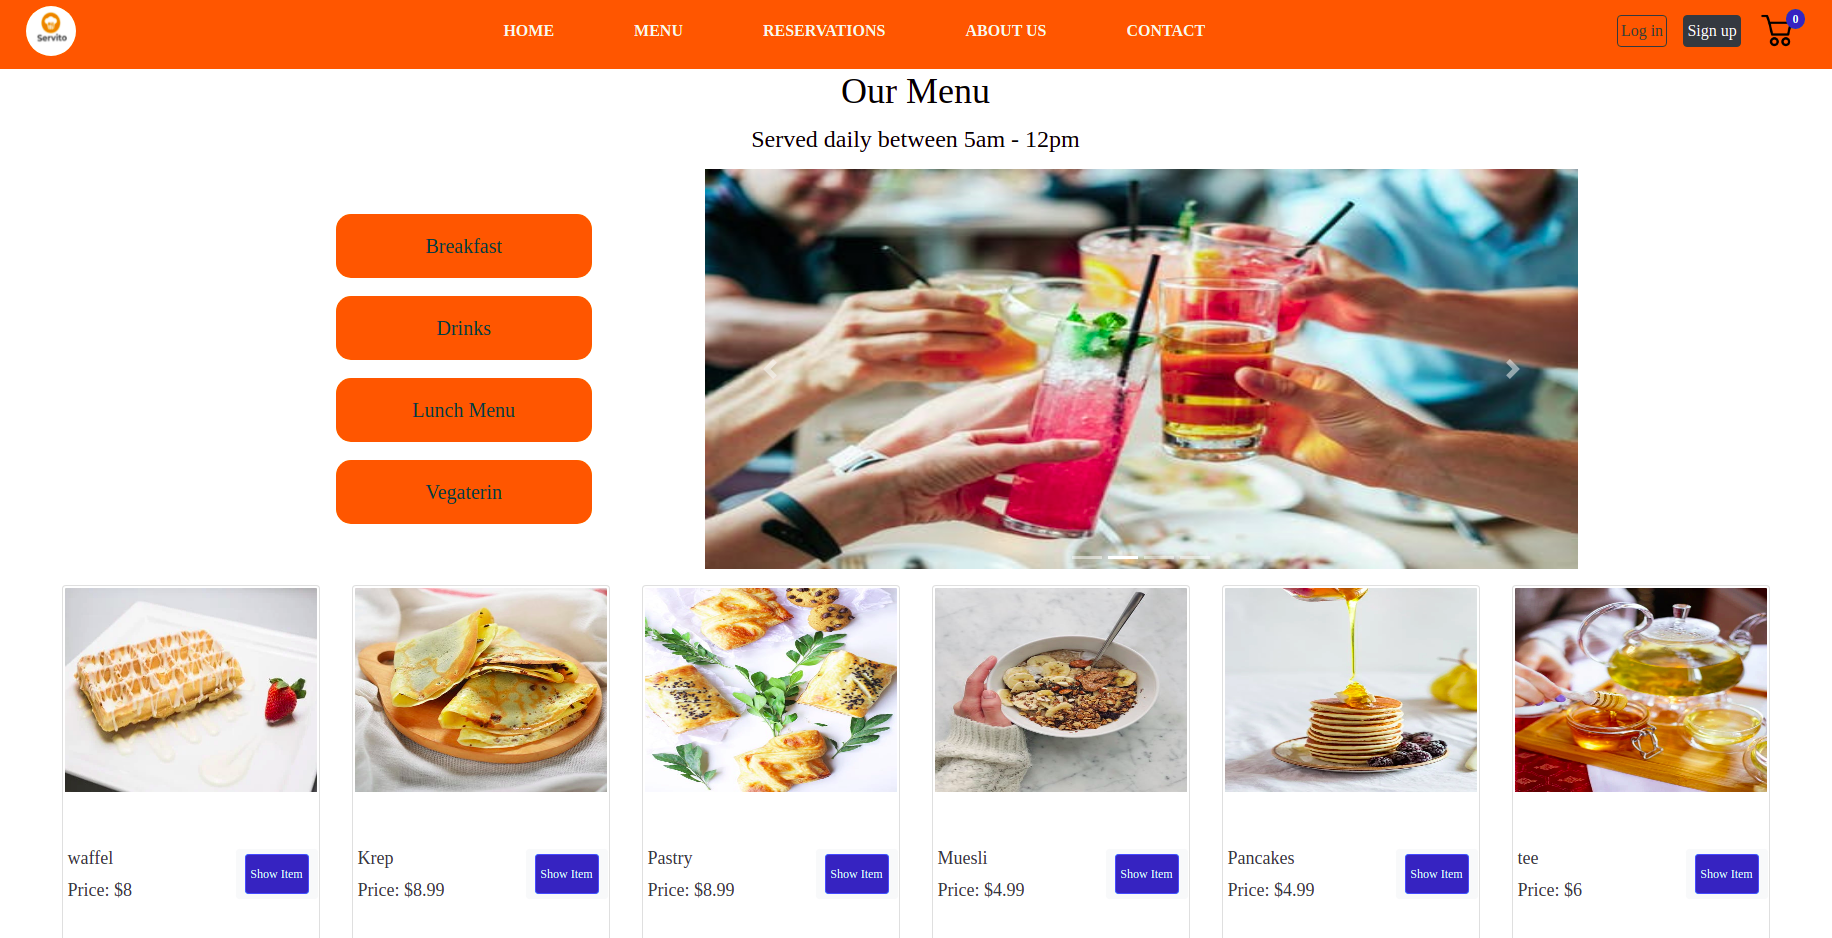 Servito
HOME
MENU
RESERVATIONS
ABOUT US
CONTACT
Log in
Sign up
0
Our Menu
Served daily between 5am - 12pm
Breakfast
Drinks
Lunch Menu
Vegaterin
waffel
Price: $8
Show Item
Krep
Price: $8.99
Show Item
Pastry
Price: $8.99
Show Item
Muesli
Price: $4.99
Show Item
Pancakes
Price: $4.99
Show Item
tee
Price: $6
Show Item